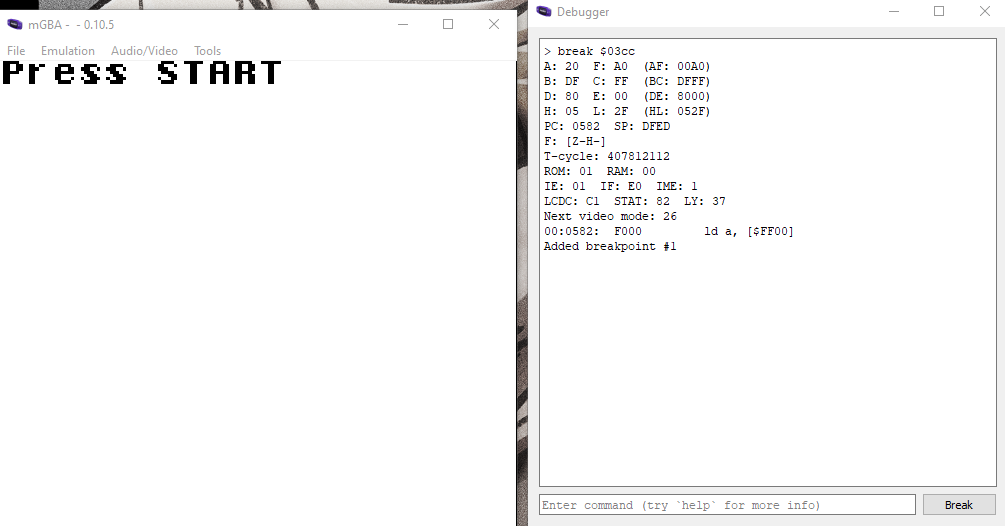 mGBA - - 0.10.5
File Emulation Audio/Video Tools
Press START
Debugger
> break $03cc
A: 20 F: A0 (AF: 00A0)
B: DF C: FF (BC: DFFF)
D: 80 E: 00 (DE: 8000)
H: 05 L: 2F (HL: 052F)
PC: 0582 SP: DFED
F: [Z-H-]
T-cycle: 407812112
ROM: 01 RAM: 00
IE: 01 IF: E0 IME: 1
LCDC: C1 STAT: 82 LY: 37
Next video mode: 26
00:0582: F000 ld a, [$FF00]
Added breakpoint #1
Enter command (try `help` for more info)
Break